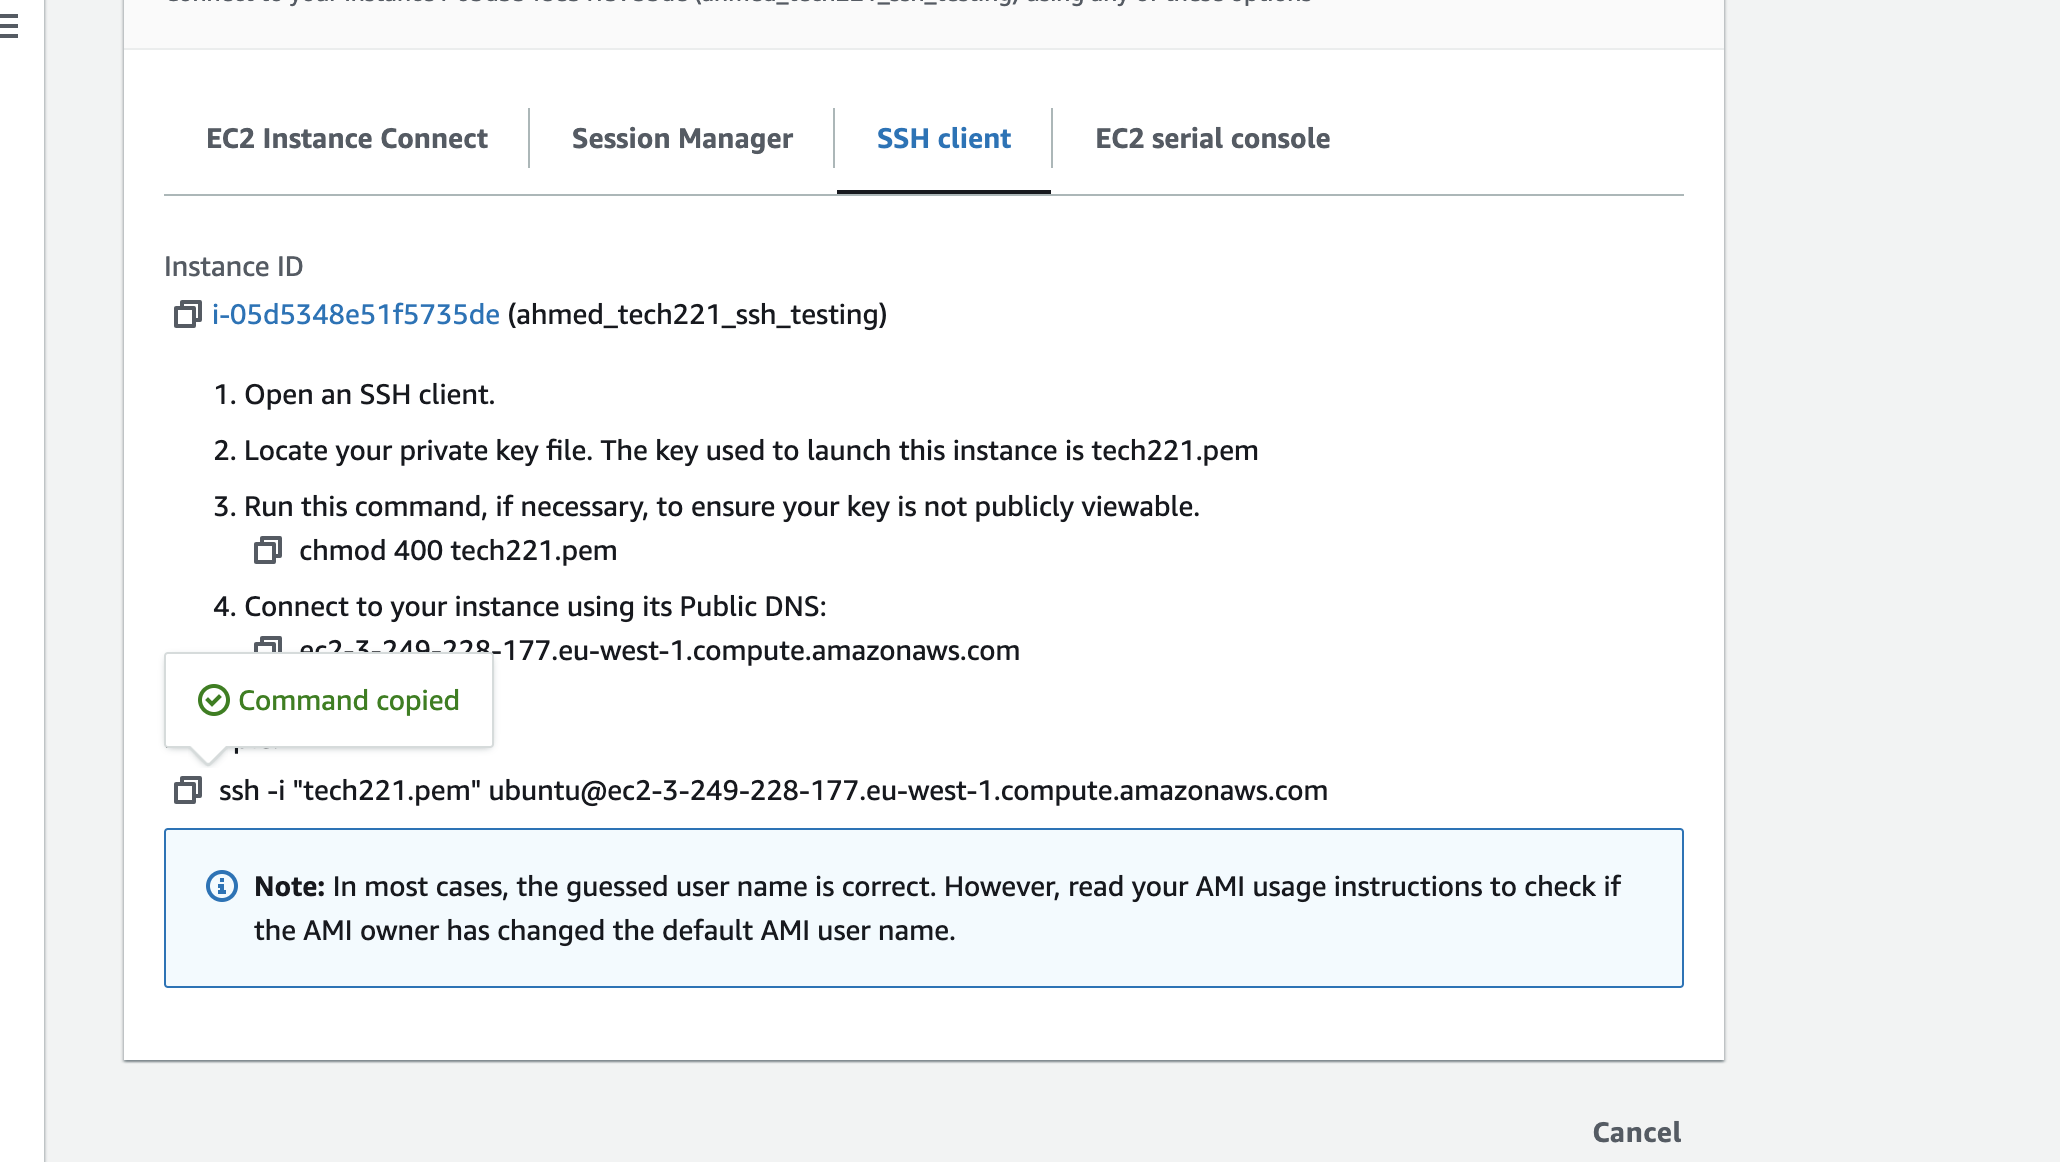 EC2 Instance Connect
Session Manager
SSH client
EC2 serial console
Instance ID
i-05d5348e51f5735de (ahmed_tech221_ssh_testing)
1. Open an SSH client.
2. Locate your private key file. The key used to launch this instance is tech221.pem
3. Run this command, if necessary, to ensure your key is not publicly viewable.
chmod 400 tech221.pem
4. Connect to your instance using its Public DNS:
ec2-3-249-228-177.eu-west-1.compute.amazonaws.com
Command copied
ssh -i "tech221.pem" ubuntu@ec2-3-249-228-177.eu-west-1.compute.amazonaws.com
Note: In most cases, the guessed user name is correct. However, read your AMI usage instructions to check if
the AMI owner has changed the default AMI user name.
Cancel